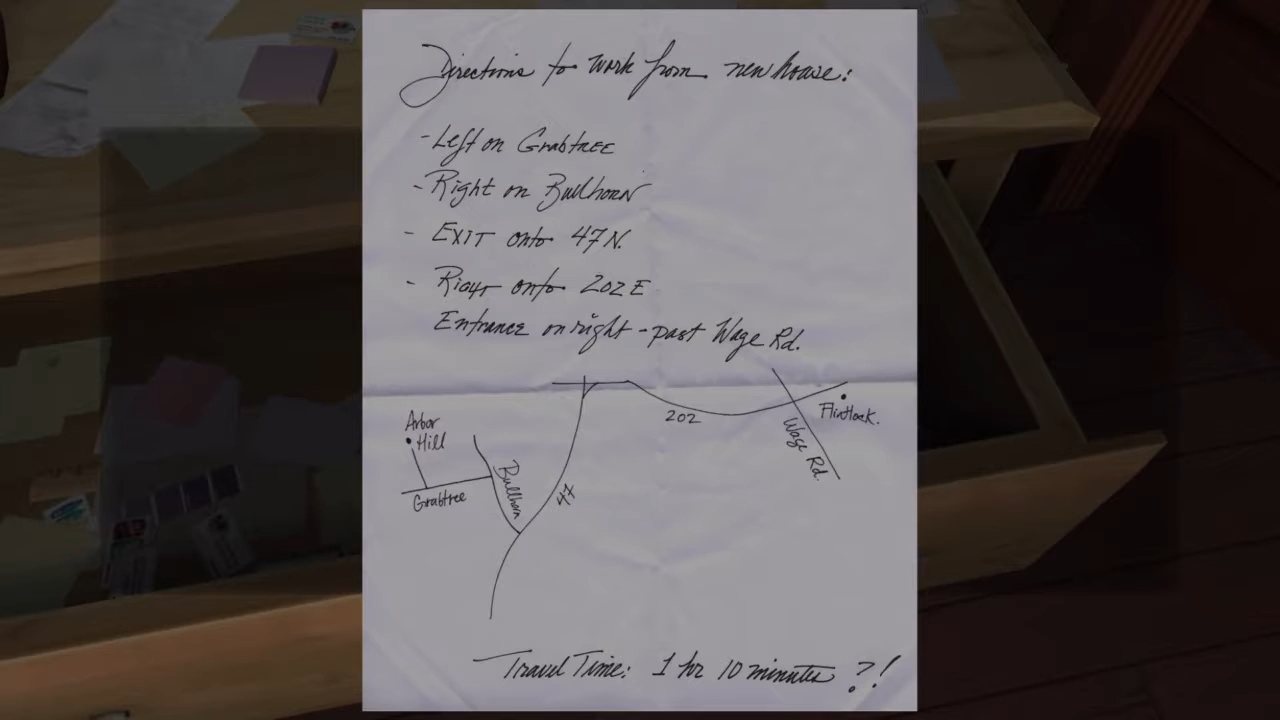 Directions to work from new house:
- Left on Grabtree
- Right on Bullhorn
- Exit onto 47 N.
- Right onto 202 E
Entrance on right - past Wage Rd.
Arbor
Hill
Grabtree
Bullhorn
47
202
Wage Rd.
Flintlock.
Travel Time: 1 hr 10 minutes ?!